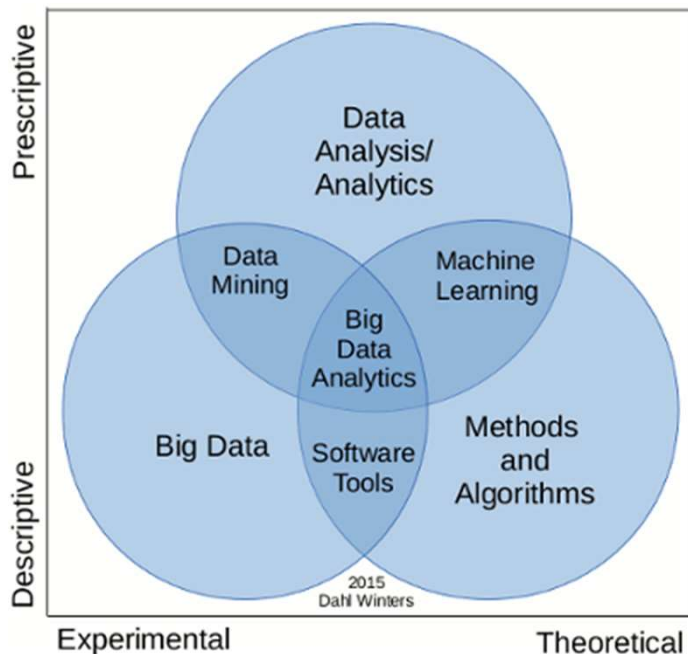 Prescriptive
Data
Analysis/
Analytics
Data
Mining
Machine
Learning
Big
Data
Analytics
Big Data
Software
Tools
Methods
and
Algorithms
Descriptive
2015
Dahl Winters
Experimental
Theoretical